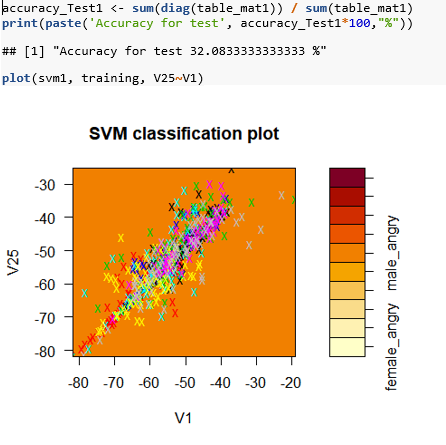 accuracy_Test1 <- sum(diag(table_mat1)) / sum(table_mat1)
print(paste('Accuracy for test', accuracy_Test1*100,"%"))
## [1] "Accuracy for test 32.0833333333333 %"
plot(svm1, training, V25~V1)
SVM classification plot
V25
-30
-40
-50
-60
-70
-80
-80 -70 -60 -50 -40 -30 -20
V1
female_angry male_angry